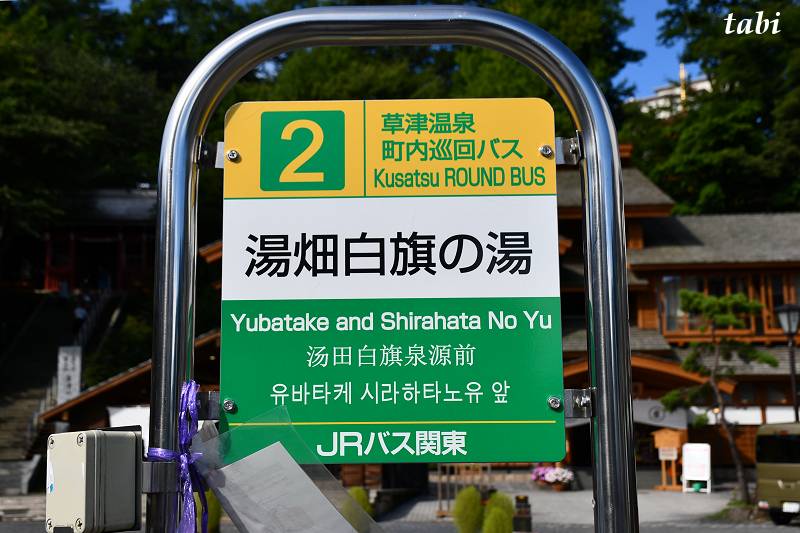 tabi
2
草津温泉
町内巡回バス
Kusatsu ROUND BUS
湯畑白旗の湯
Yubatake and Shirahata No Yu
汤田白旗泉源前
유바타케 시라하타노유 앞
JRバス関東